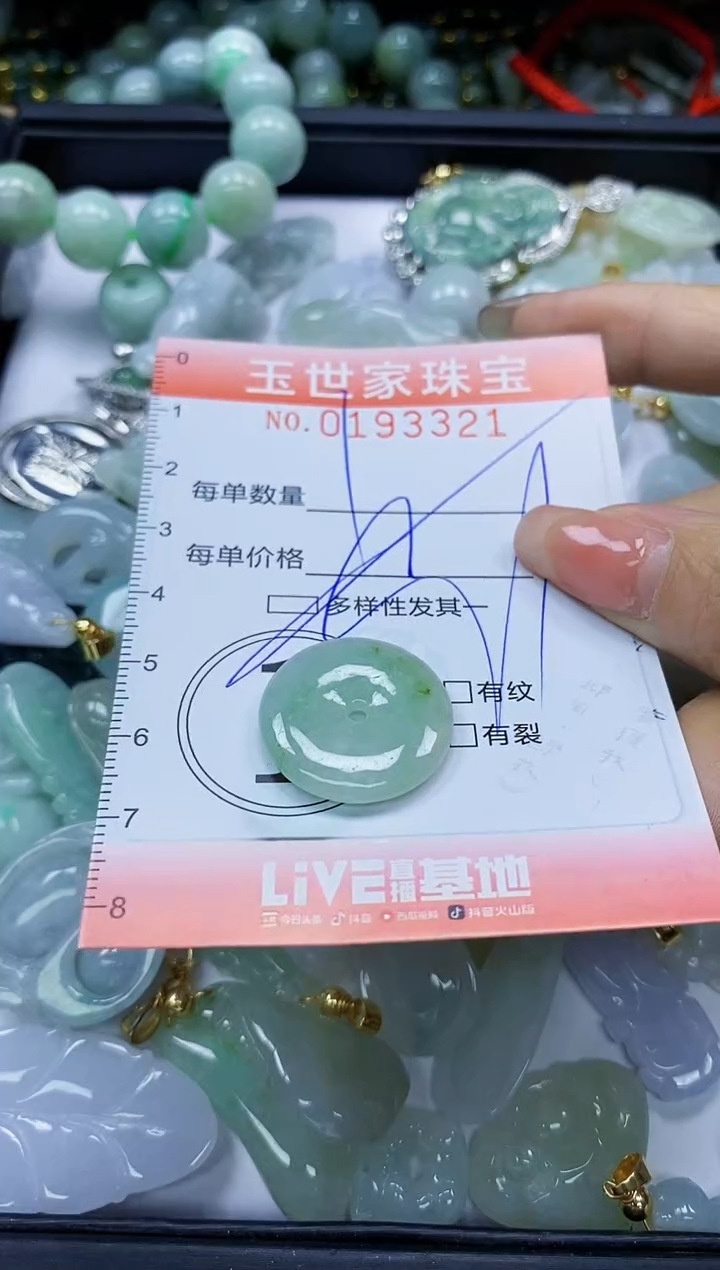 玉世家珠宝
NO.0193321
每单数量
每单价格
多样性发其一
有纹
有裂
LiVE直播基地
今日头条 抖音 西瓜视频 抖音火山版
0
1
2
3
4
5
6
7
8